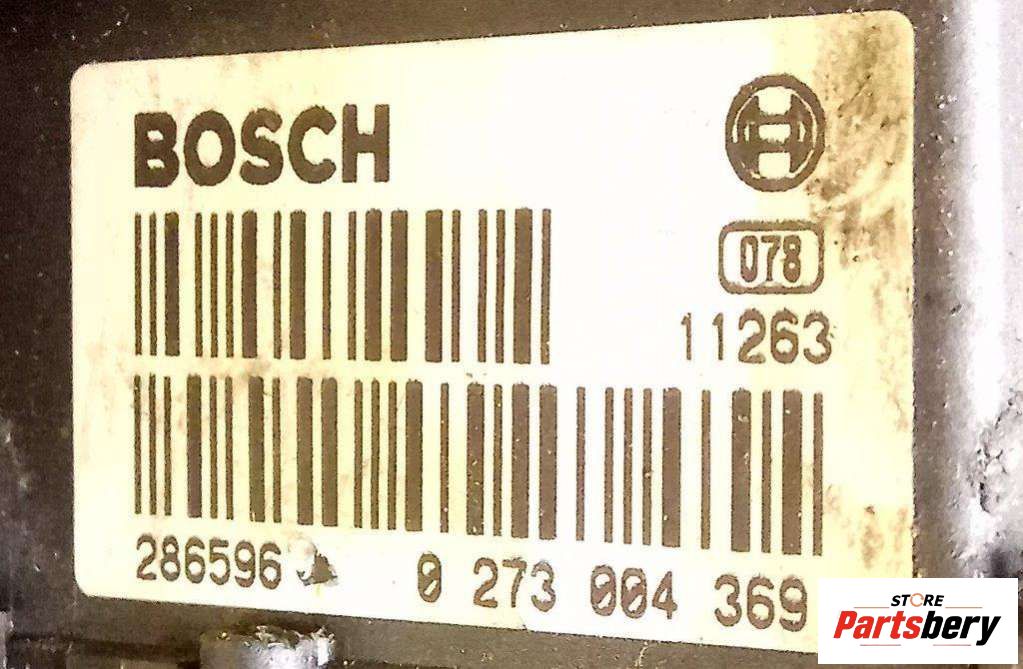 BOSCH
078
11263
286596 0 273 004 369
STORE
Partsbery